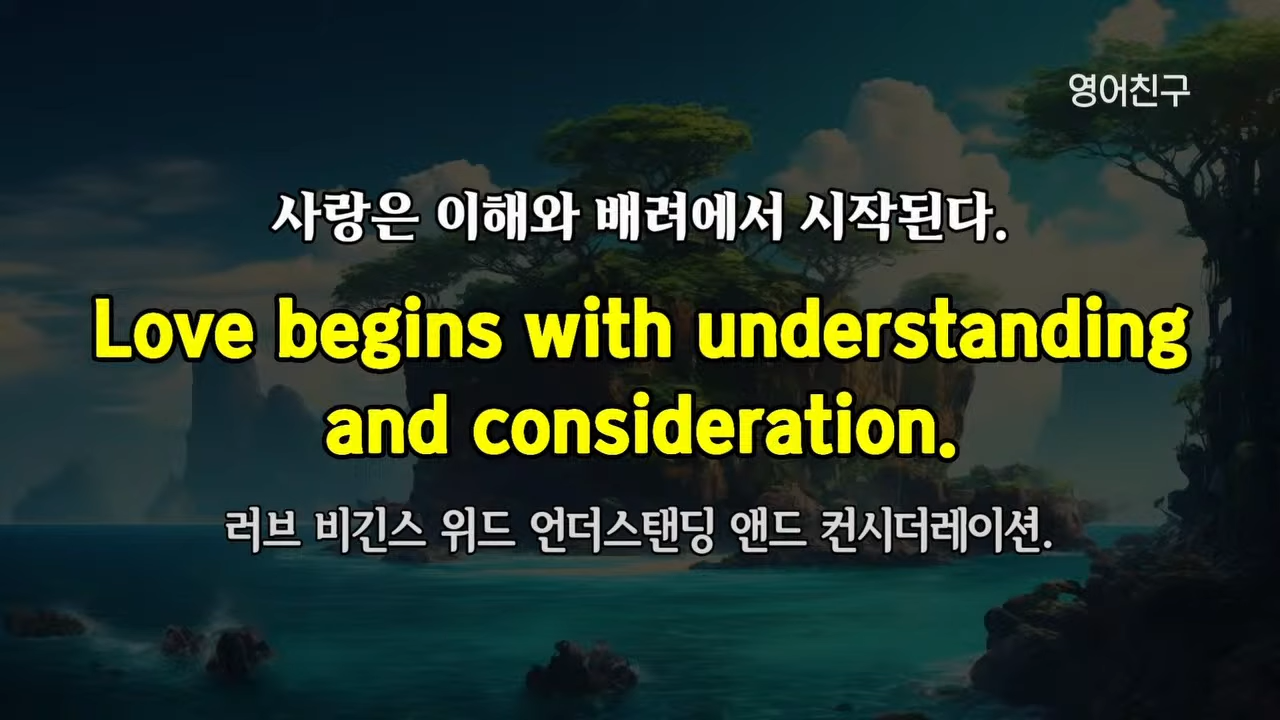 영어친구
사랑은 이해와 배려에서 시작된다.
Love begins with understanding
and consideration.
러브 비긴스 위드 언더스탠딩 앤드 컨시더레이션.